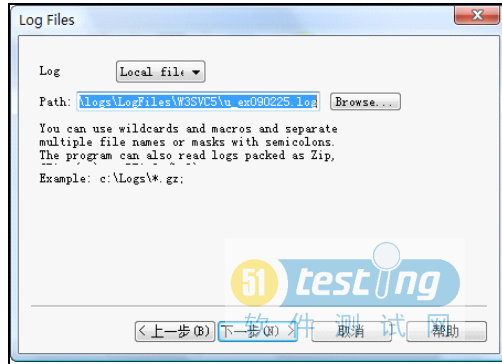 Log Files
Log Local file
Path: \logs\LogFiles\W3SVC5\u_ex090225.log Browse...
You can use wildcards and macros and separate
multiple file names or masks with semicolons.
The program can also read logs packed as Zip,
Example: c:\Logs\*.gz;
51 testing
软件测试网
<上一步(B) 下一步(N) > 取消 帮助